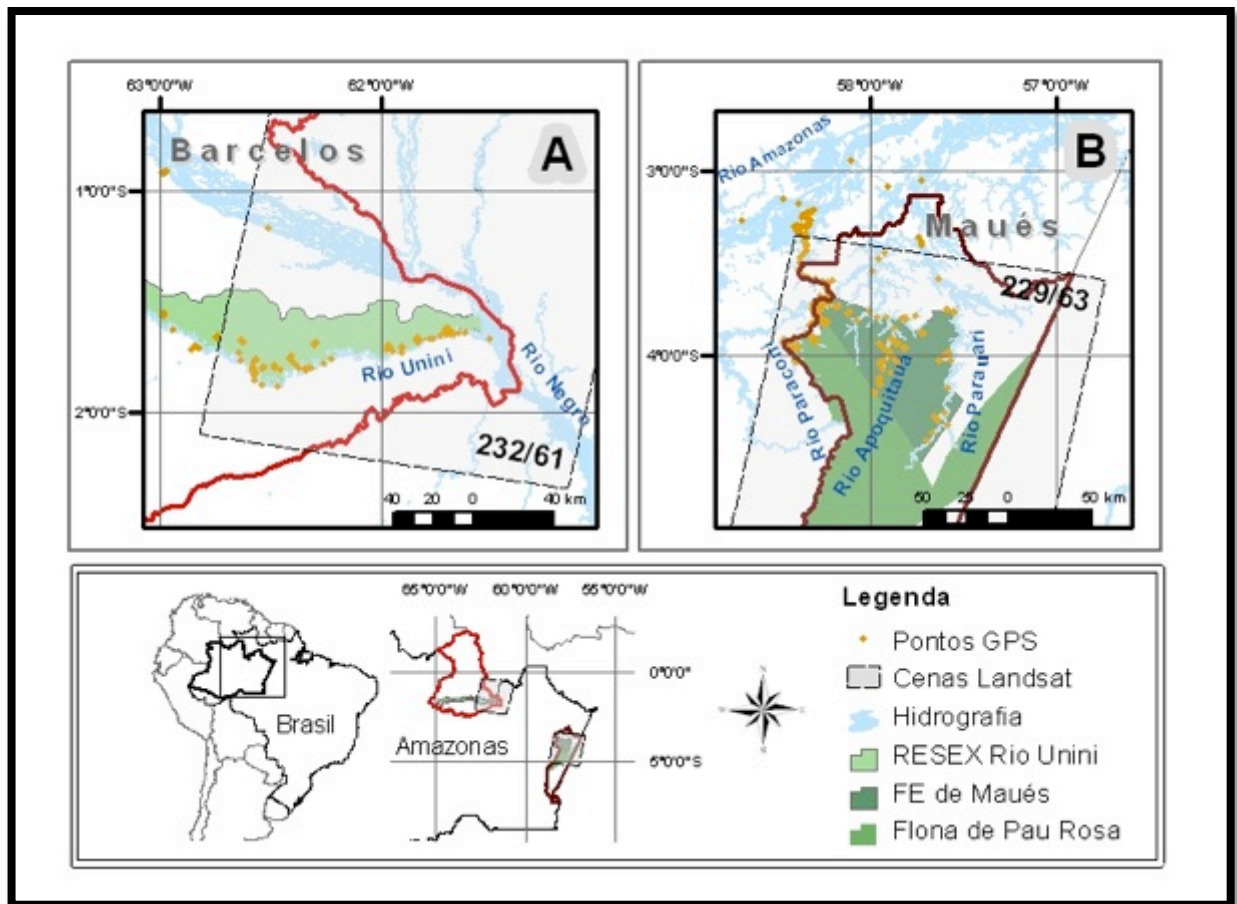 63°0'0"W 62°0'0"W
Barcelos
A
1°0'0"S
2°0'0"S
Rio Unini
Rio Negro
232/61
40 20 0 40 km
58°0'0"W 57°0'0"W
B
Rio Amazonas
3°0'0"S
Maués
229/63
4°0'0"S
Rio Paraconi
Rio Apoquitaua
Rio Parauari
50 25 0 50 km
65°0'0"W 60°0'0"W 55°0'0"W
0°0'0"
5°0'0"S
Brasil
Amazonas
Legenda
Pontos GPS
Cenas Landsat
Hidrografia
RESEX Rio Unini
FE de Maués
Flona de Pau Rosa